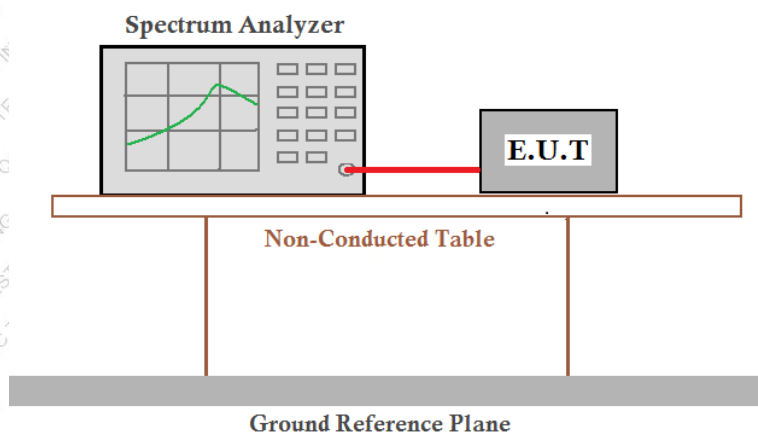 Spectrum Analyzer
E.U.T
Non-Conducted Table
Ground Reference Plane